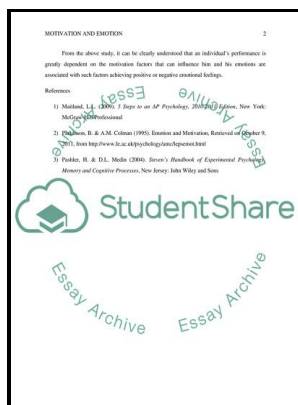 MOTIVATION AND EMOTION 2
From the above study, it can be clearly understood that an individual's performance is
greatly dependent on the motivation factors that can influence him and his emotions are
associated with such factors achieving positive or negative emotional feelings.
References
1) Maitland, L.L. (2009). 5 Steps to an AP Psychology, 2010-2011 Edition, New York:
McGraw-Hill Professional
2) Parkinson, B. & A.M. Colman (1995). Emotion and Motivation, Retrieved on October 9,
2011, from http://www.le.ac.uk/psychology/amc/lepsemot.html
3) Pashler, H. & D.L. Medin (2004). Steven's Handbook of Experimental Psychology,
Memory and Cognitive Processes, New Jersey: John Wiley and Sons
StudentShare
Essay Archive
Essay Archive
Essay Archive
Essay Archive